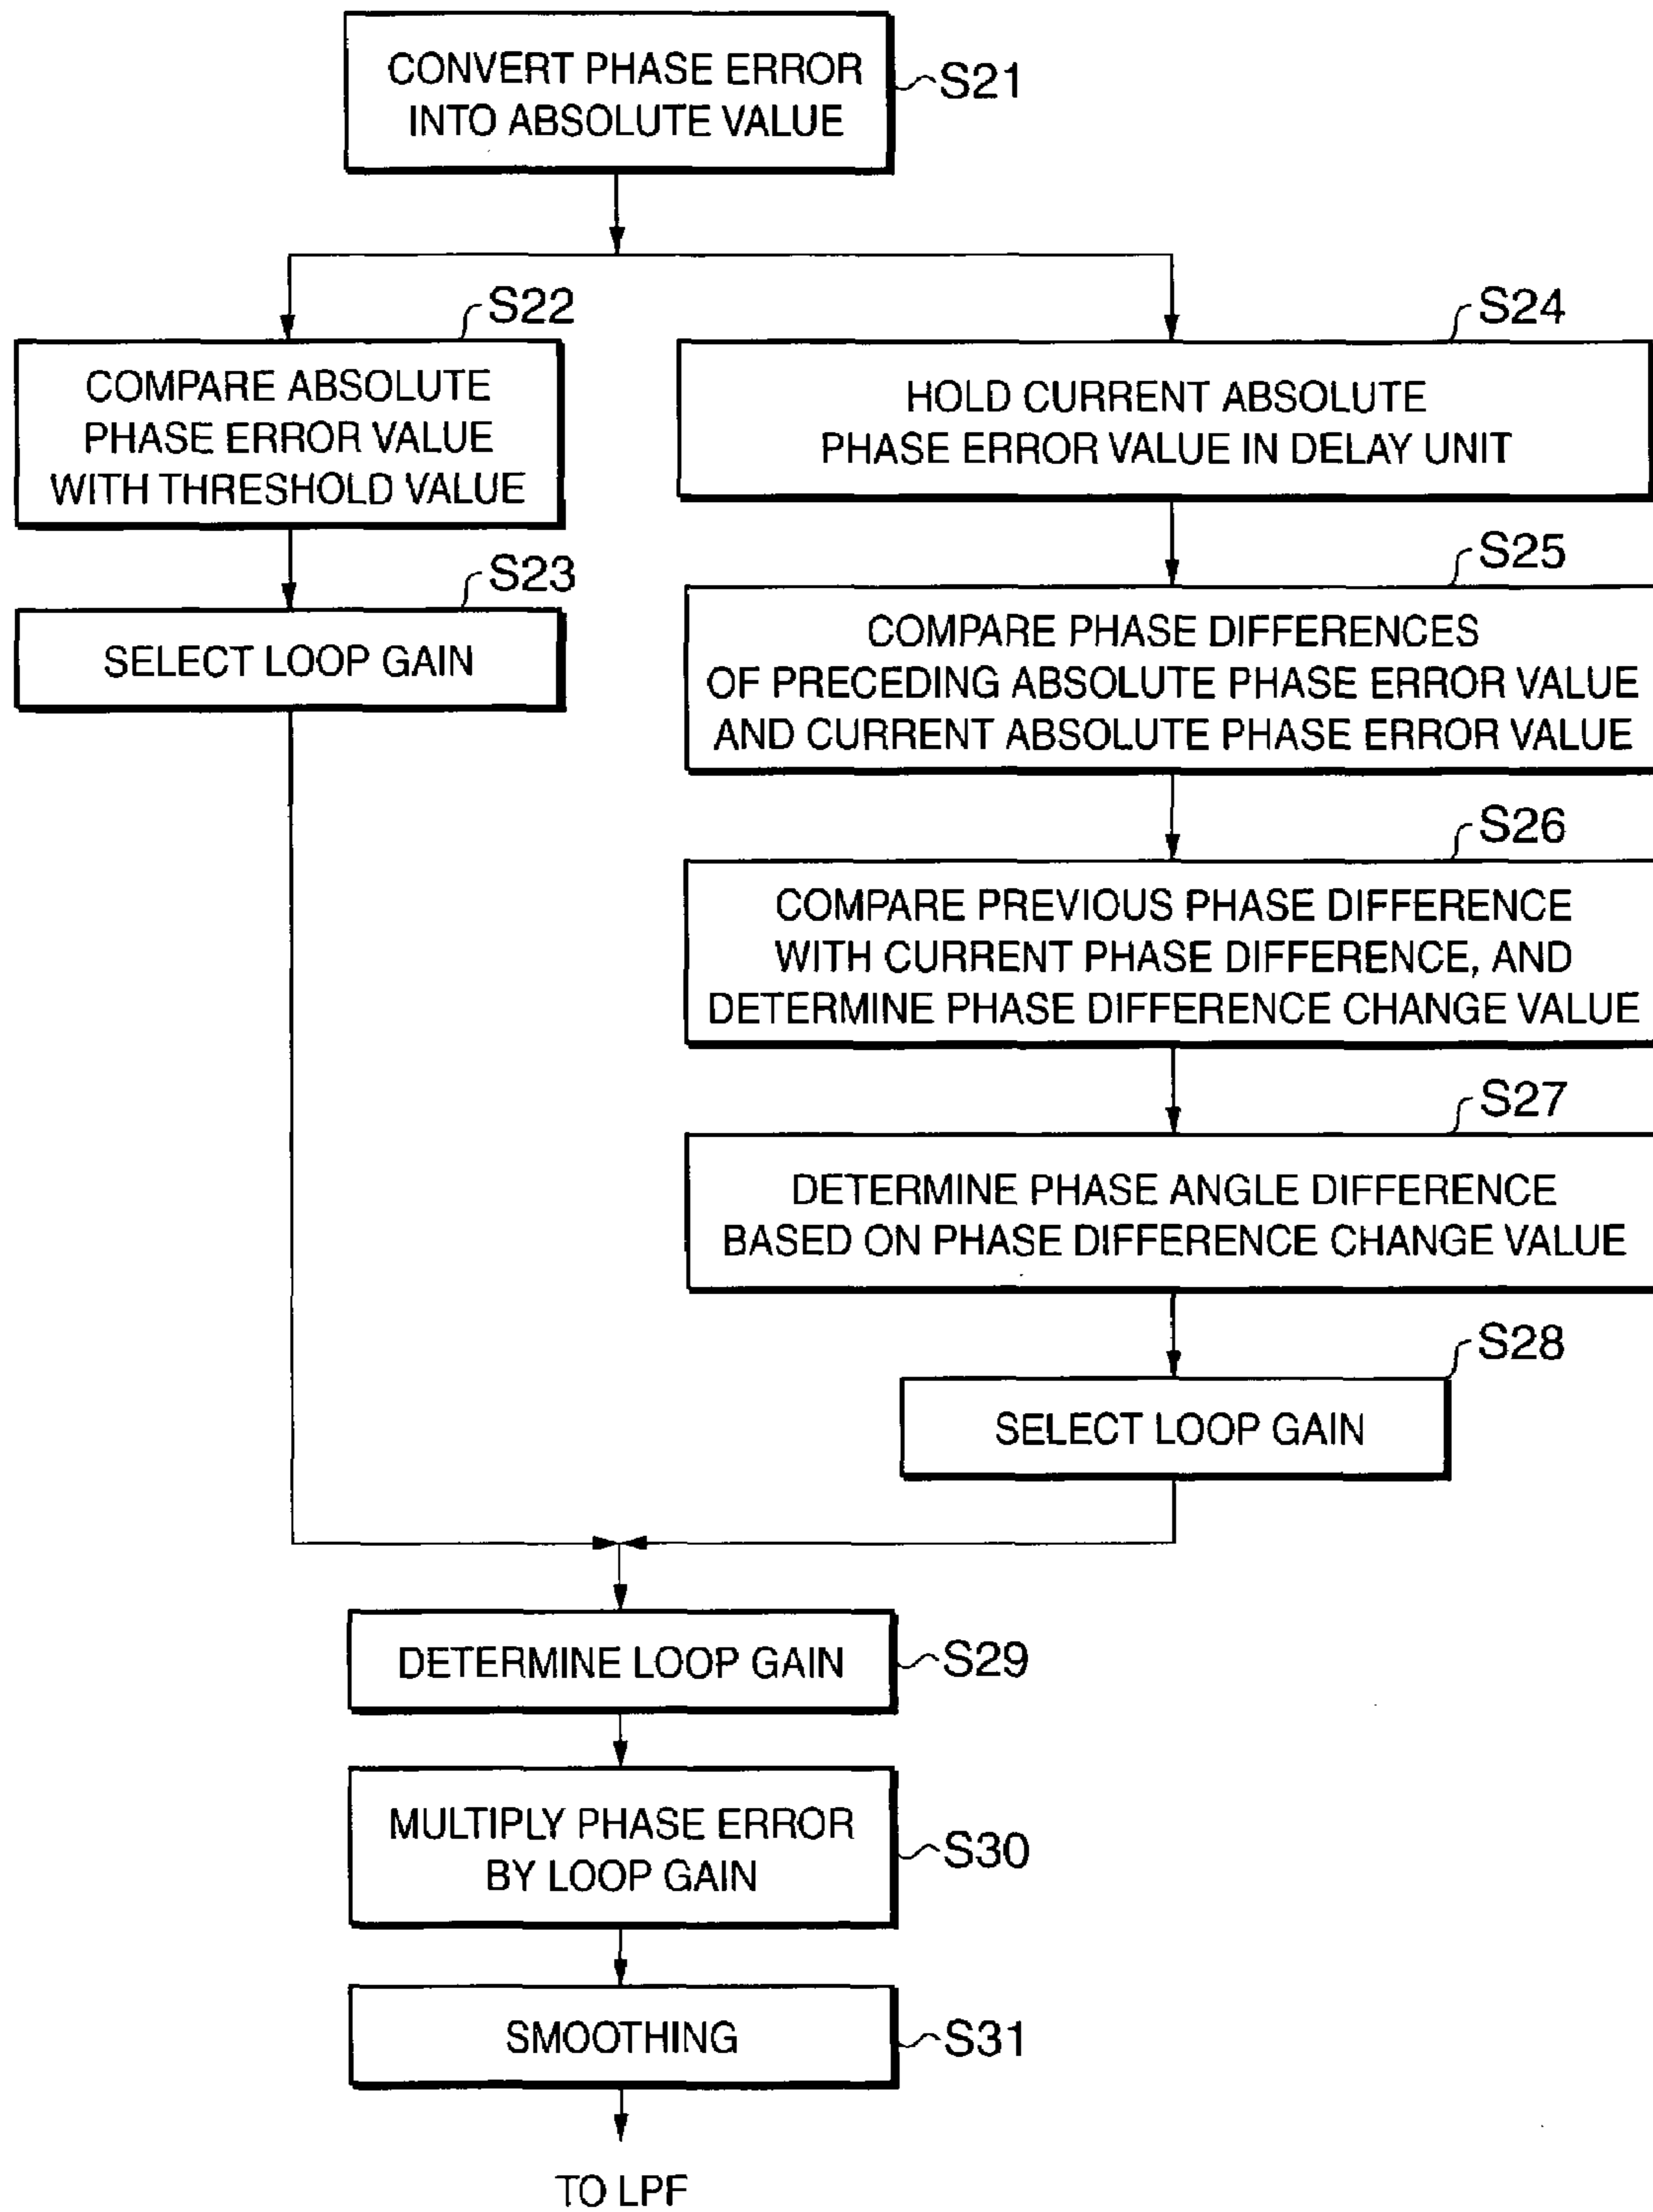 CONVERT PHASE ERROR
INTO ABSOLUTE VALUE
S21
S22
COMPARE ABSOLUTE
PHASE ERROR VALUE
WITH THRESHOLD VALUE
S23
SELECT LOOP GAIN
S24
HOLD CURRENT ABSOLUTE
PHASE ERROR VALUE IN DELAY UNIT
S25
COMPARE PHASE DIFFERENCES
OF PRECEDING ABSOLUTE PHASE ERROR VALUE
AND CURRENT ABSOLUTE PHASE ERROR VALUE
S26
COMPARE PREVIOUS PHASE DIFFERENCE
WITH CURRENT PHASE DIFFERENCE, AND
DETERMINE PHASE DIFFERENCE CHANGE VALUE
S27
DETERMINE PHASE ANGLE DIFFERENCE
BASED ON PHASE DIFFERENCE CHANGE VALUE
S28
SELECT LOOP GAIN
DETERMINE LOOP GAIN
S29
MULTIPLY PHASE ERROR
BY LOOP GAIN
S30
SMOOTHING
S31
TO LPF